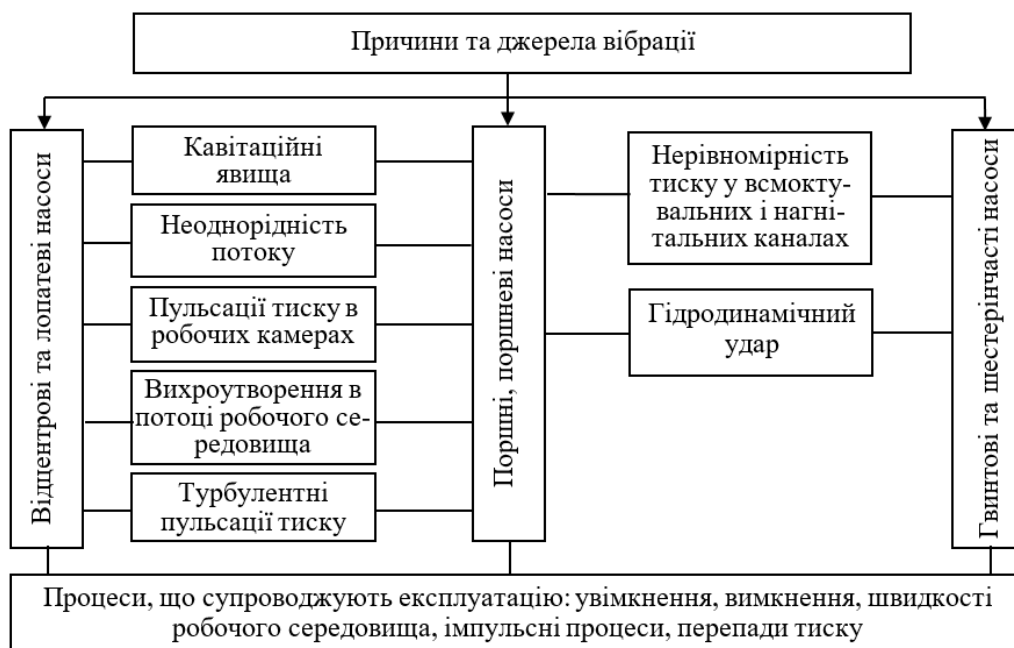 Причини та джерела вібрації
Відцентрові та лопатеві насоси
Кавітаційні
явища
Неоднорідність
потоку
Пульсації тиску в
робочих камерах
Вихроутворення в
потоці робочого се-
редовища
Турбулентні
пульсації тиску
Поршні, поршневі насоси
Нерівномірність
тиску у всмокту-
вальних і нагні-
тальних каналах
Гідродинамічний
удар
Гвинтові та шестерінчасті насоси
Процеси, що супроводжують експлуатацію: увімкнення, вимкнення, швидкості
робочого середовища, імпульсні процеси, перепади тиску